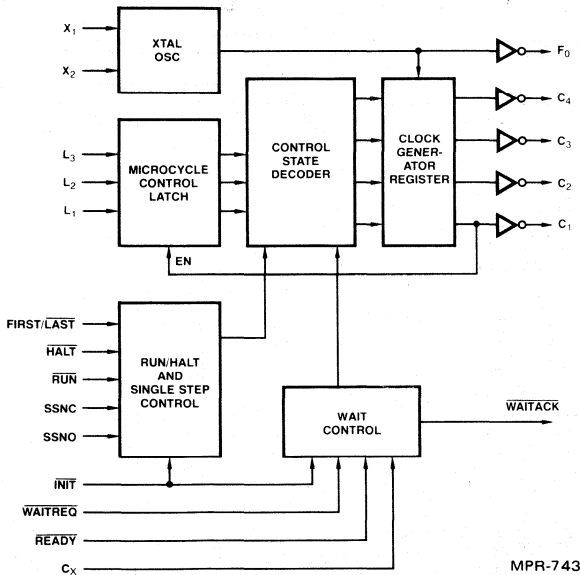 X₁
XTAL
OSC
X₂
F₀
C₄
L₃
L₂
L₁
MICROCYCLE
CONTROL
LATCH
CONTROL
STATE
DECODER
CLOCK
GENER-
ATOR
REGISTER
C₃
C₂
C₁
EN
FIRST/LAST
HALT
RUN
SSNC
SSNO
RUN/HALT
AND
SINGLE STEP
CONTROL
WAIT
CONTROL
WAITACK
INIT
WAITREQ
READY
Cₓ
MPR-743